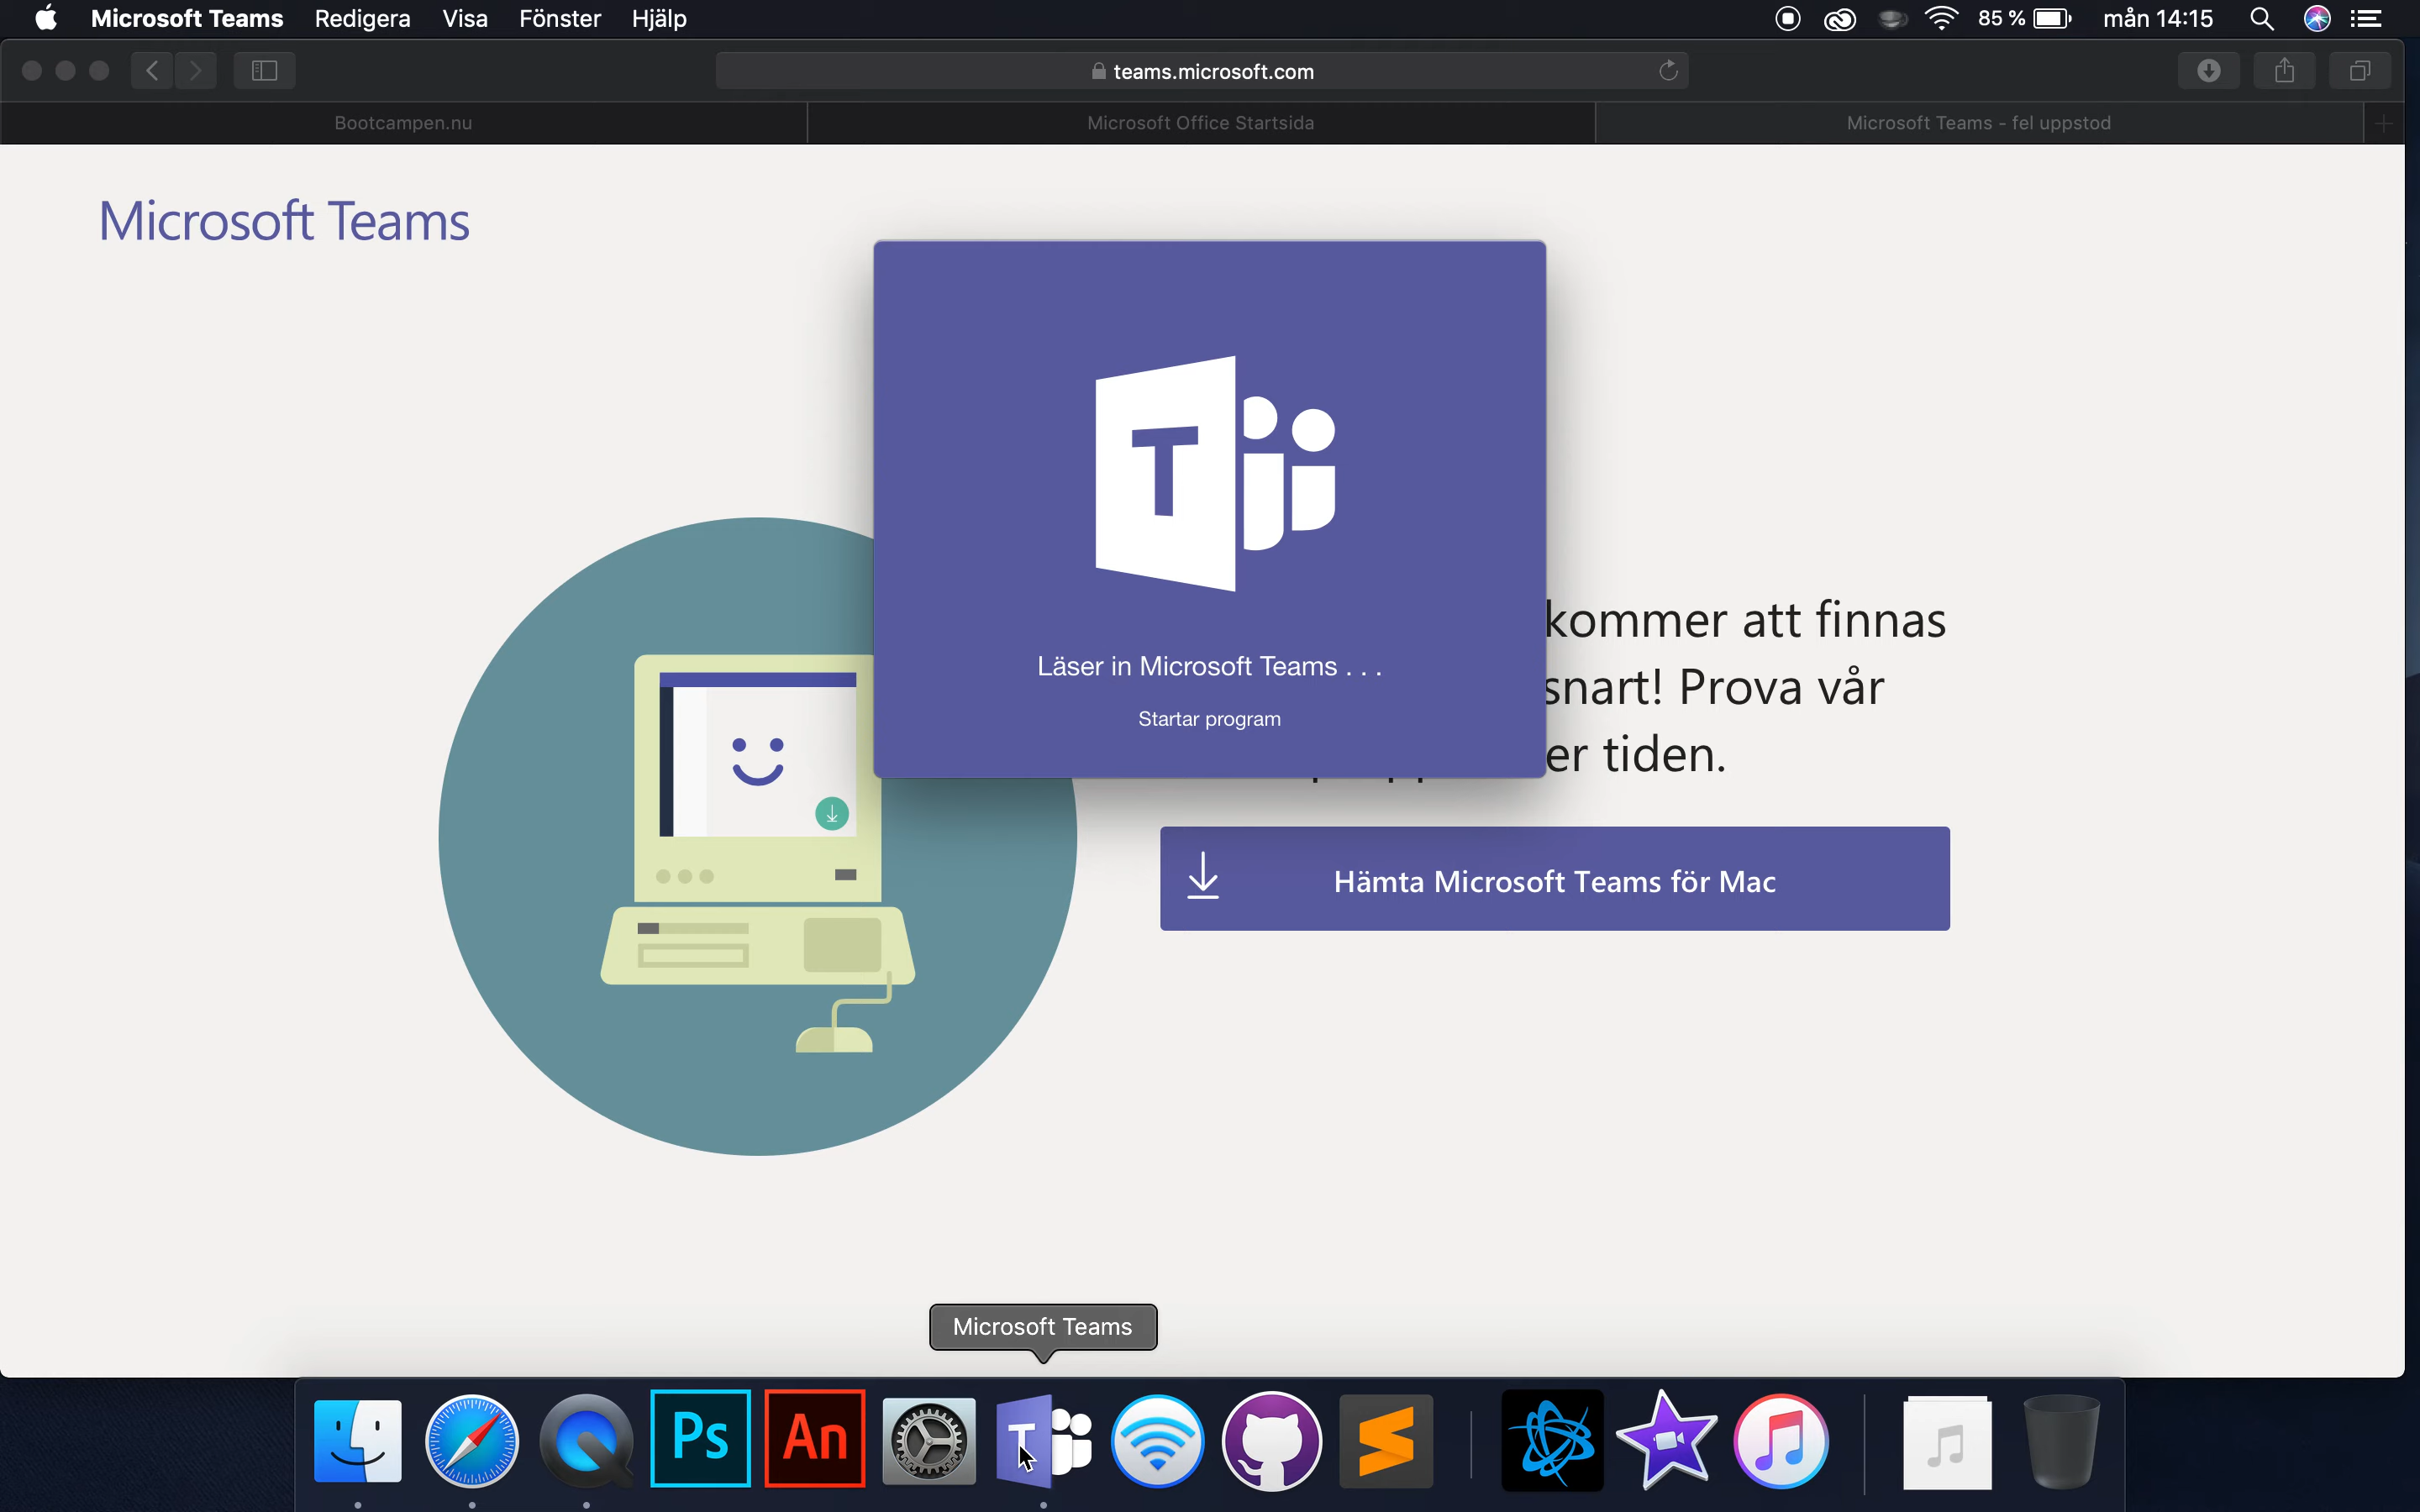 Microsoft Teams Redigera Visa Fönster Hjälp 85 % mån 14:15
teams.microsoft.com
Bootcampen.nu Microsoft Office Startsida Microsoft Teams - fel uppstod
Microsoft Teams
T
Läser in Microsoft Teams . . .
Startar program
kommer att finnas
snart! Prova vår
er tiden.
Hämta Microsoft Teams för Mac
Microsoft Teams
Ps An T